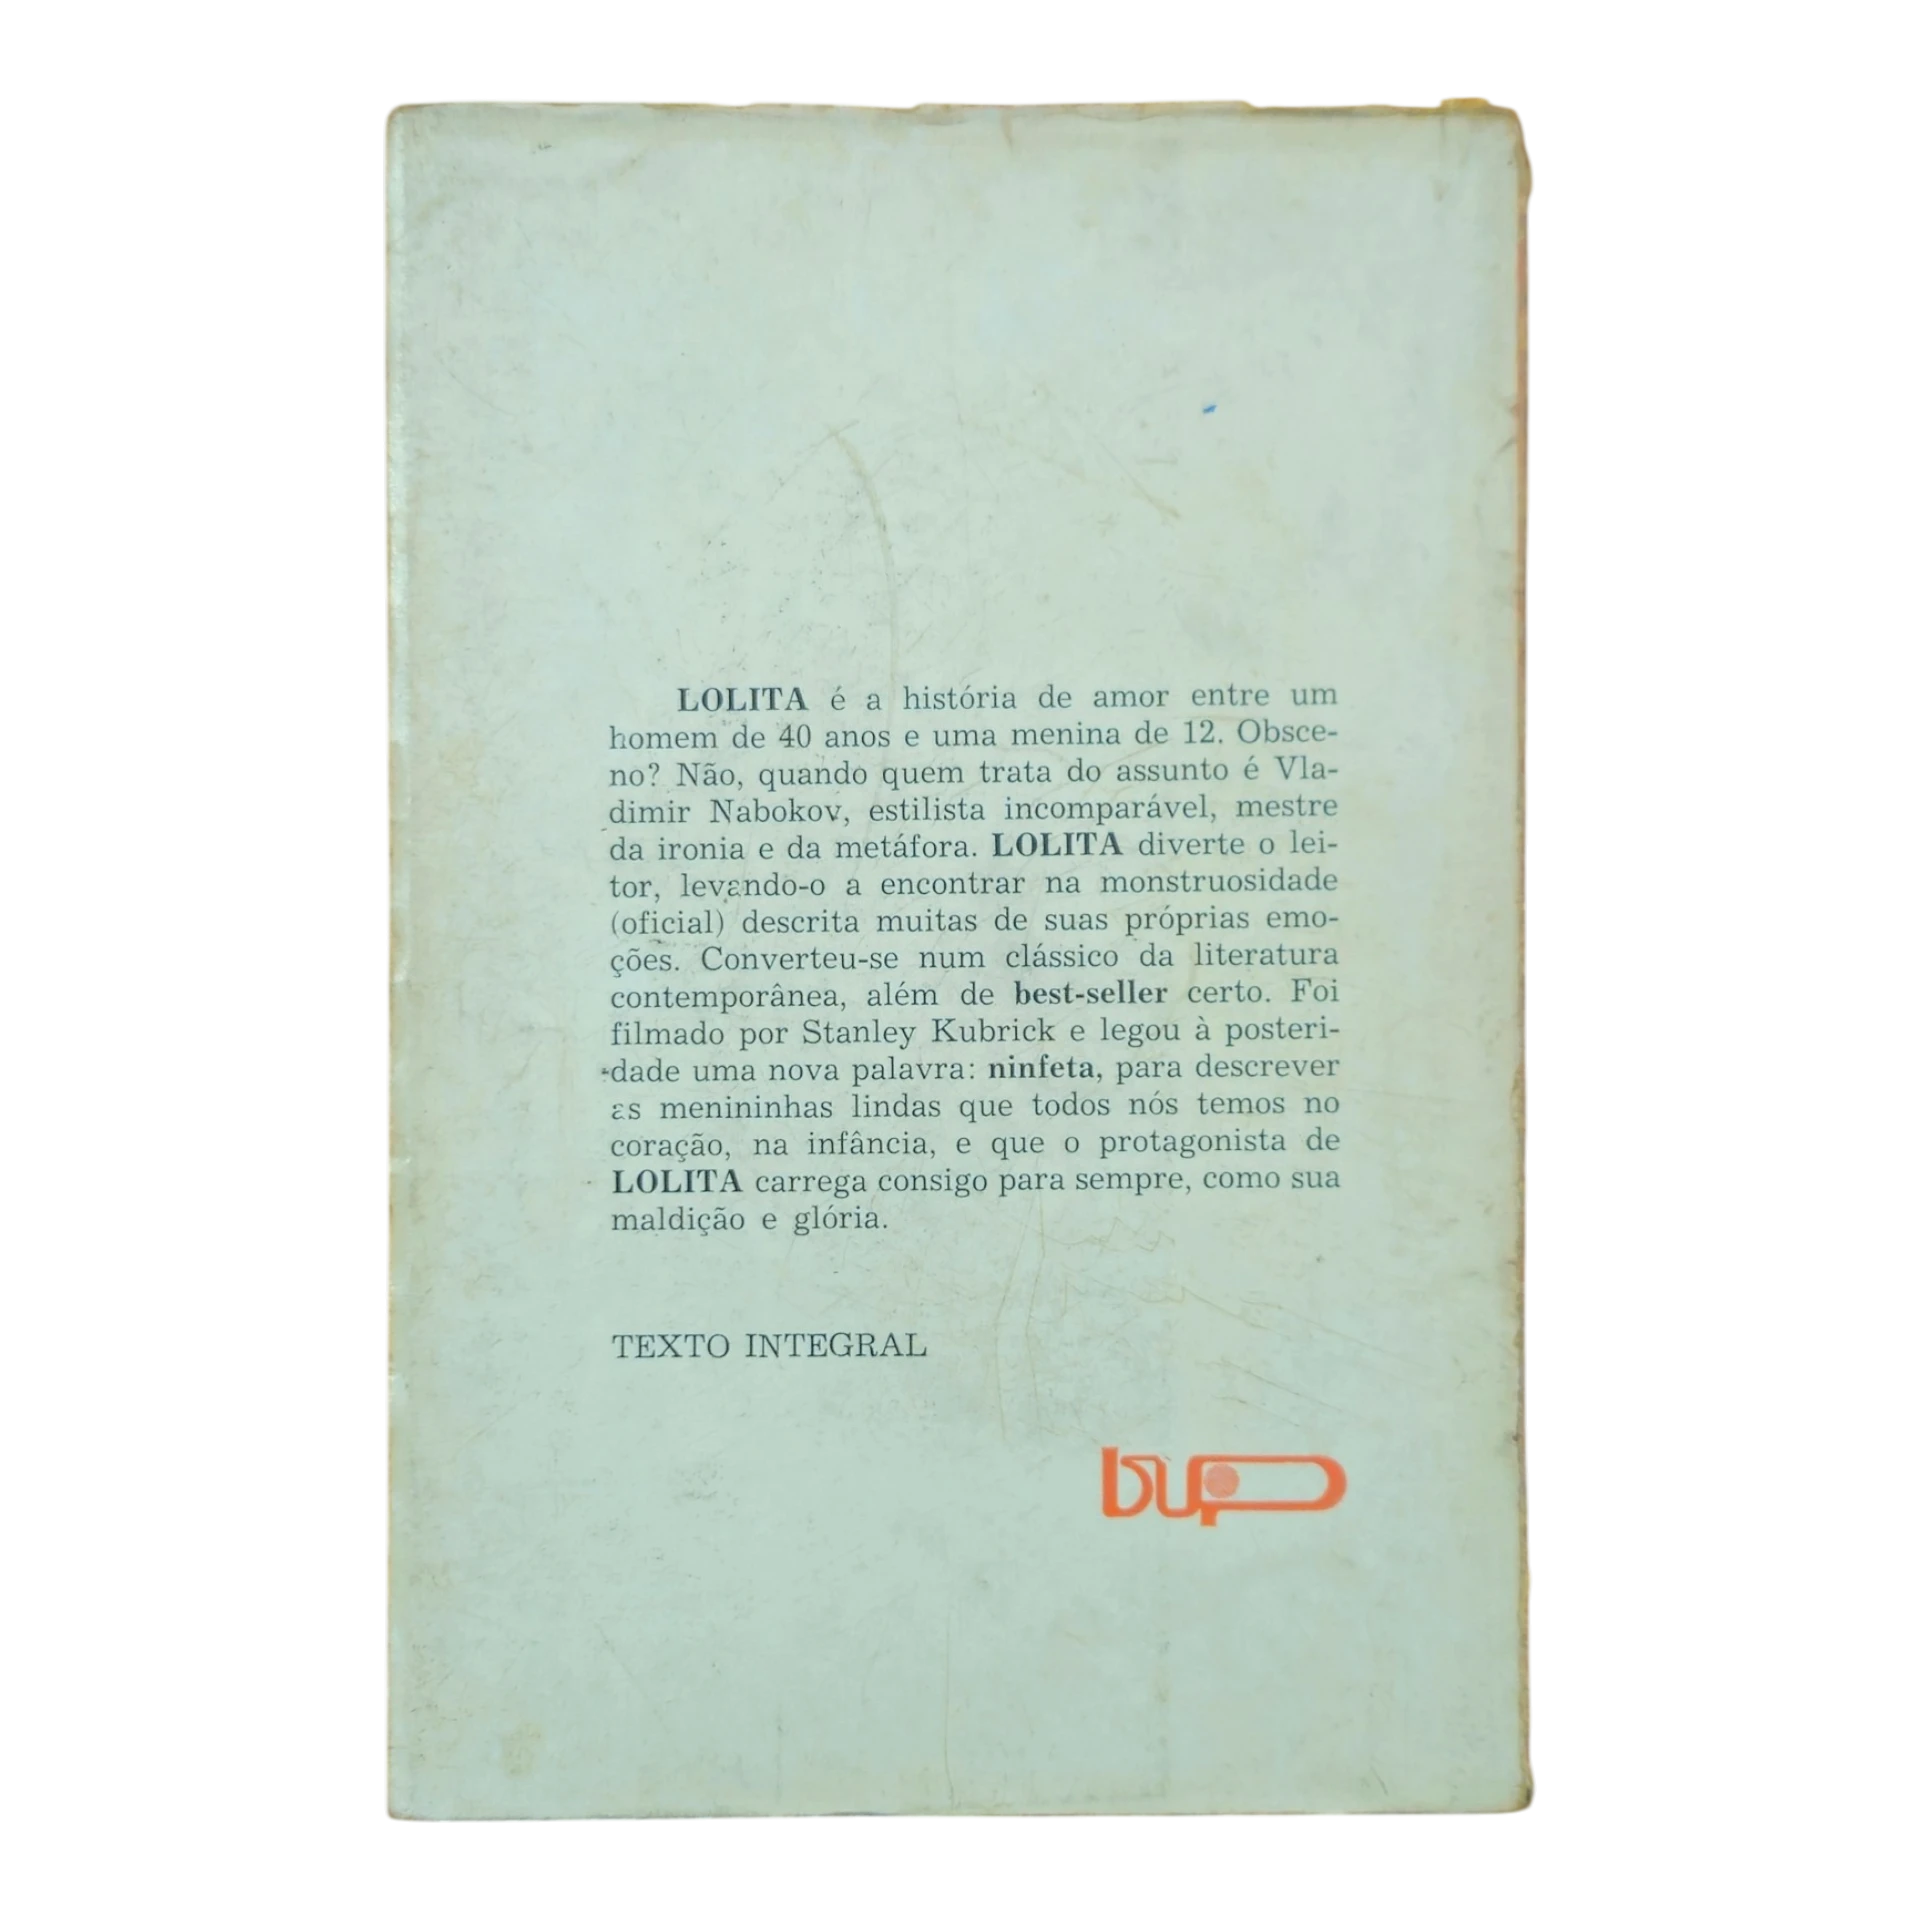 LOLITA é a história de amor entre um
homem de 40 anos e uma menina de 12. Obsce-
no? Não, quando quem trata do assunto é Vla-
dimir Nabokov, estilista incomparável, mestre
da ironia e da metáfora. LOLITA diverte o lei-
tor, levando-o a encontrar na monstruosidade
(oficial) descrita muitas de suas próprias emo-
ções. Converteu-se num clássico da literatura
contemporânea, além de best-seller certo. Foi
filmado por Stanley Kubrick e legou à posteri-
dade uma nova palavra: ninfeta, para descrever
as menininhas lindas que todos nós temos no
coração, na infância, e que o protagonista de
LOLITA carrega consigo para sempre, como sua
maldição e glória.
TEXTO INTEGRAL
bup